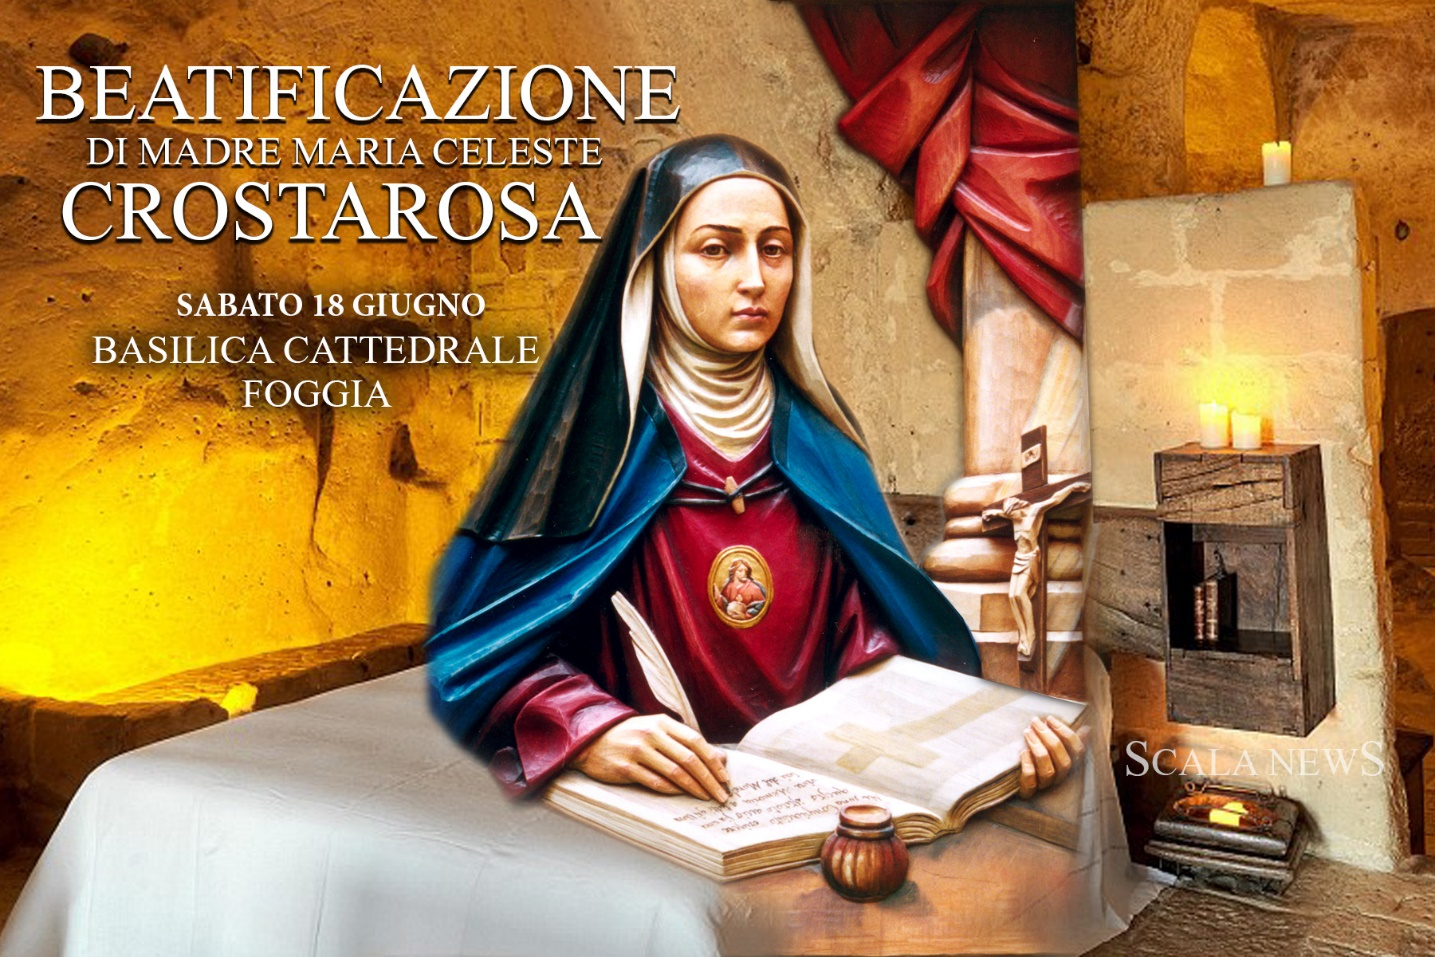 BEATIFICAZIONE
DI MADRE MARIA CELESTE
CROSTAROSA
SABATO 18 GIUGNO
BASILICA CATTEDRALE
FOGGIA
SCALA NEWS